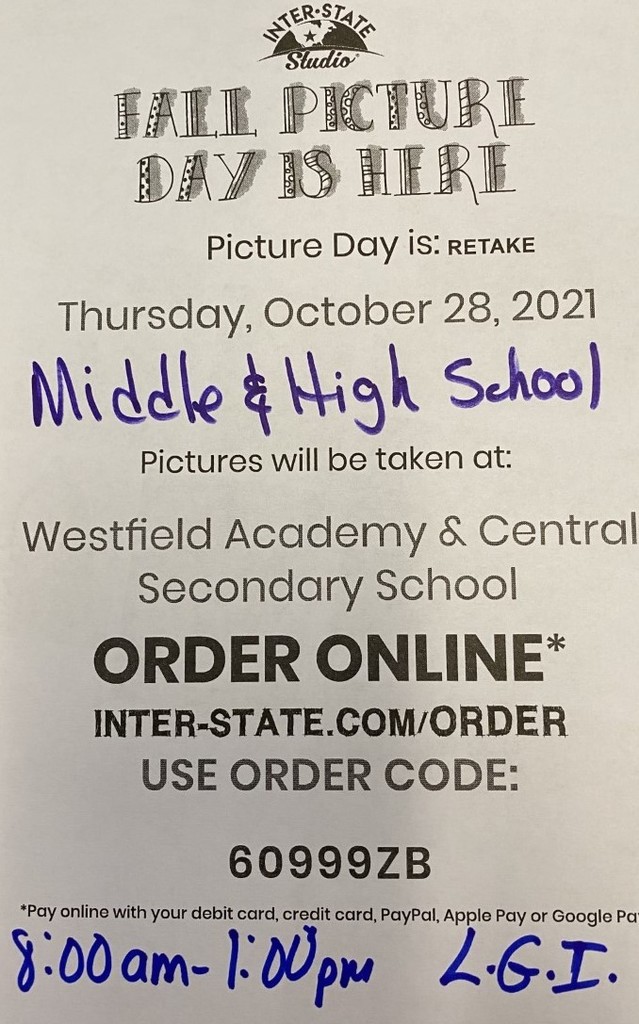 INTER·STATE
Studio
FALL PICTURE
DAY IS HERE
Picture Day is: RETAKE
Thursday, October 28, 2021
Middle & High School
Pictures will be taken at:
Westfield Academy & Central
Secondary School
ORDER ONLINE*
INTER-STATE.COM/ORDER
USE ORDER CODE:
60999ZB
*Pay online with your debit card, credit card, PayPal, Apple Pay or Google Pa
8:00am-1:00pm L.G.I.